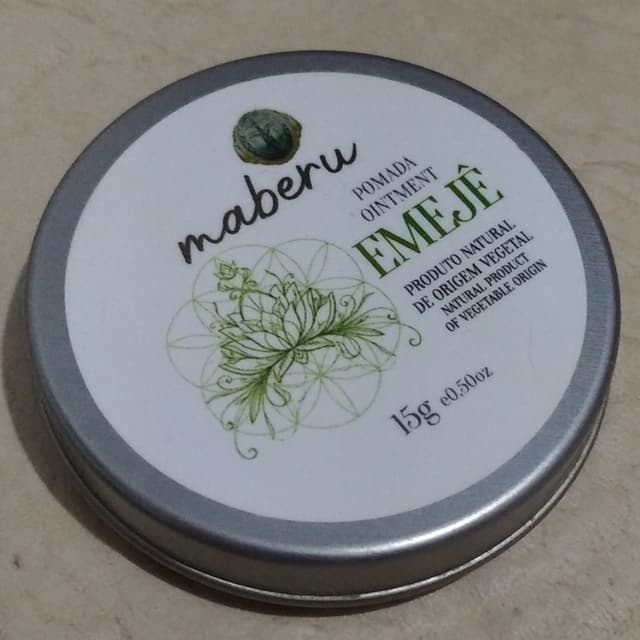 maberu
POMADA
OINTMENT
EMEJÊ
PRODUTO NATURAL
DE ORIGEM VEGETAL
NATURAL PRODUCT
OF VEGETABLE ORIGIN
15g e0,50oz